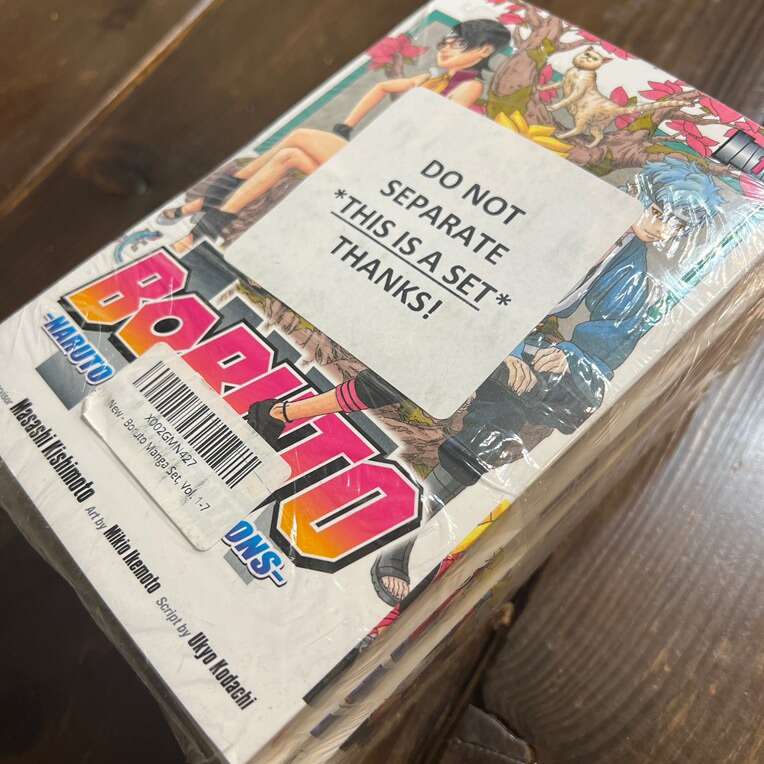 DO NOT
SEPARATE
*THIS IS A SET*
THANKS!
BORUTO
-NARUTO
ONS-
X002GMN427
New - Boruto Manga Set, Vol. 1-7
Masashi Kishimoto Art by Mikio Ikemoto Script by Ukyo Kodachi